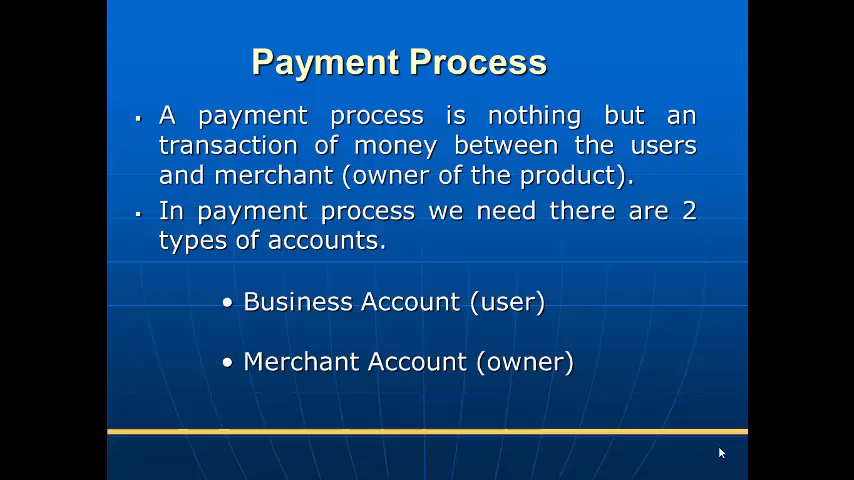 Payment Process
▪ A payment process is nothing but an
transaction of money between the users
and merchant (owner of the product).
▪ In payment process we need there are 2
types of accounts.
• Business Account (user)
• Merchant Account (owner)